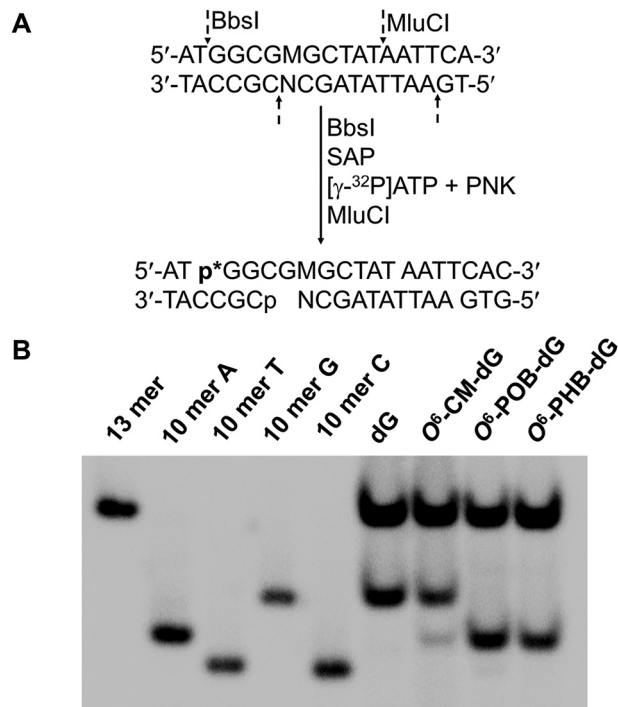 A
BbsI MluCI
5′-ATGGCGMGCTATAATTCA-3′
3′-TACCGCNCGATATTAAGT-5′
BbsI
SAP
[γ-³²P]ATP + PNK
MluCI
5′-AT p*GGCGMGCTAT AATTCAC-3′
3′-TACCGCp NCGATATTAA GTG-5′
B
13 mer 10 mer A 10 mer T 10 mer G 10 mer C dG O⁶-CM-dG O⁶-POB-dG O⁶-PHB-dG